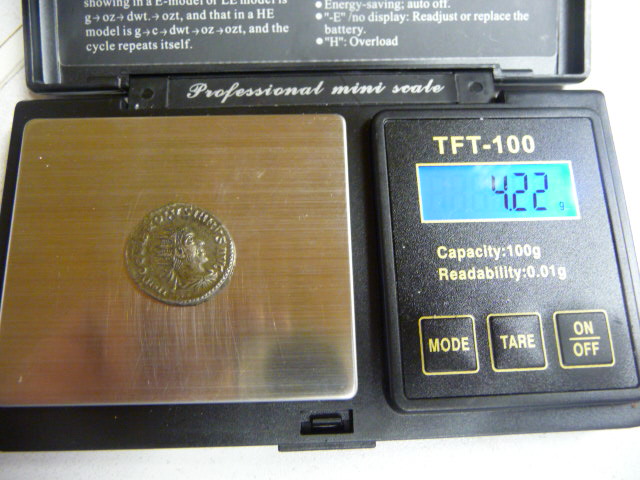 showing in a E-model or EE model is
g→oz→dwt.→ozt, and that in a HE
model is g→c→dwt→oz→ozt, and the
cycle repeats itself.
●Energy-saving; auto off.
●"-E" /no display: Readjust or replace the
battery.
●"H": Overload
Professional mini scale
TFT-100
4.22 g
Capacity:100g
Readability:0.01g
MODE
TARE
ON
OFF